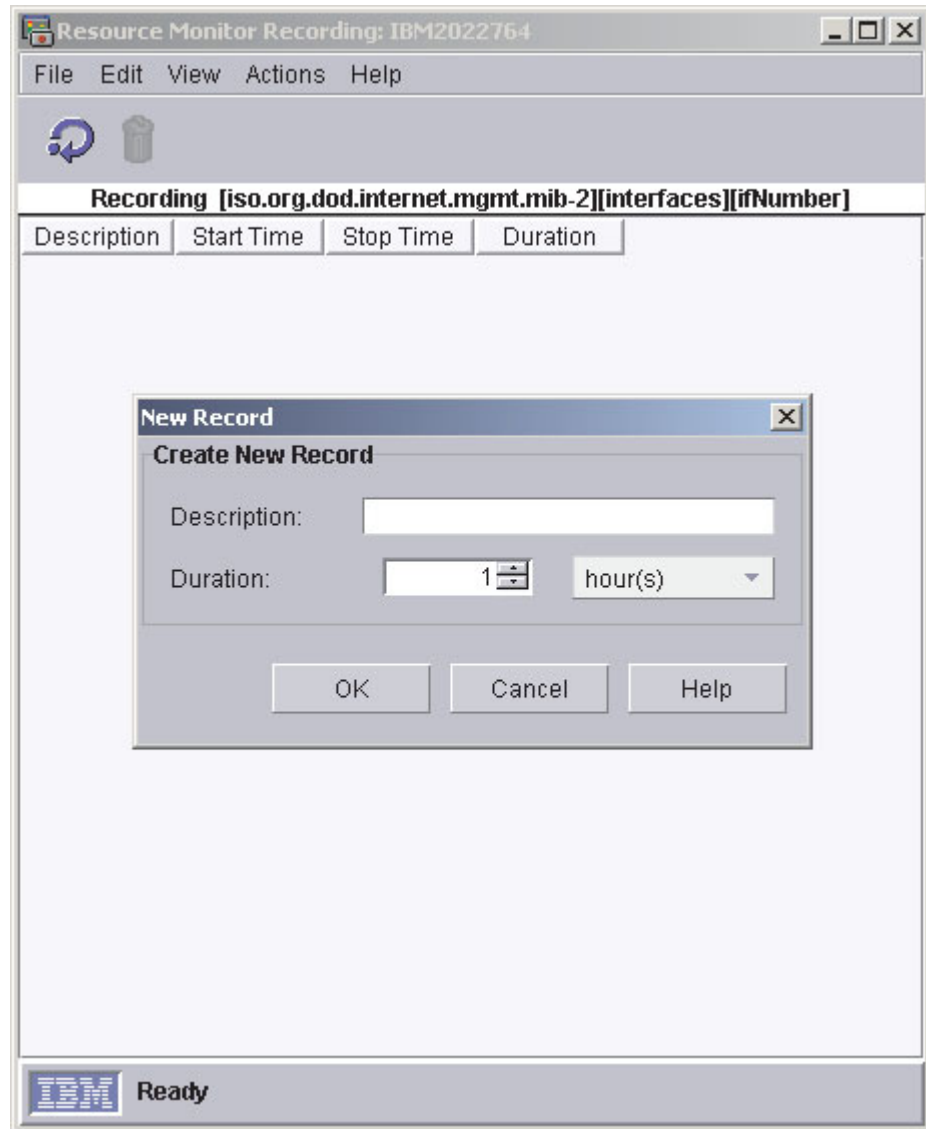 Resource Monitor Recording: IBM2022764
File Edit View Actions Help
Recording [iso.org.dod.internet.mgmt.mib-2][interfaces][ifNumber]
Description Start Time Stop Time Duration
New Record
Create New Record
Description:
Duration: 1 hour(s)
OK Cancel Help
IBM Ready